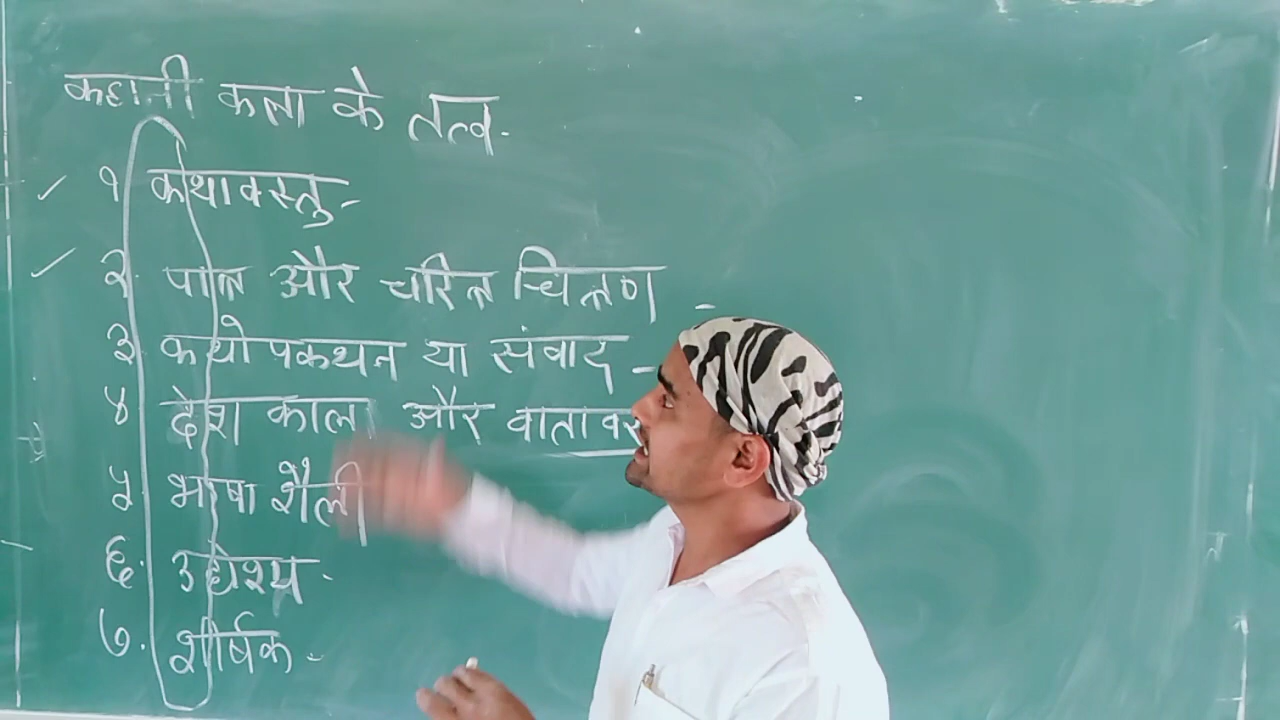 कहानी कला के तत्व-
१ कथावस्तु-
२. पात्र और चरित्र चित्रण -
३ कथोपकथन या संवाद -
४ देश काल और वातावर
५ भाषा शैली
६. उद्येश्य -
७. शीर्षक -